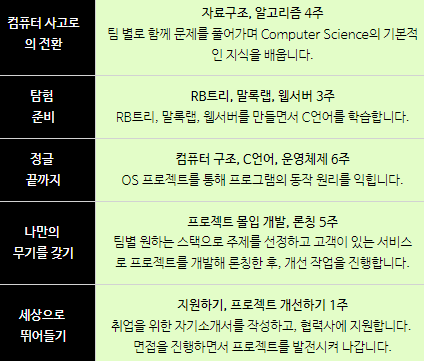 컴퓨터 사고로
의 전환
자료구조, 알고리즘 4주
팀 별로 함께 문제를 풀어가며 Computer Science의 기본적
인 지식을 배웁니다.
탐험
준비
RB트리, 말록랩, 웹서버 3주
RB트리, 말록랩, 웹서버를 만들면서 C언어를 학습합니다.
정글
끝까지
컴퓨터 구조, C언어, 운영체제 6주
OS 프로젝트를 통해 프로그램의 동작 원리를 익힙니다.
나만의
무기를 갖기
프로젝트 몰입 개발, 론칭 5주
팀별 원하는 스택으로 주제를 선정하고 고객이 있는 서비스
로 프로젝트를 개발해 론칭한 후, 개선 작업을 진행합니다.
세상으로
뛰어들기
지원하기, 프로젝트 개선하기 1주
취업을 위한 자기소개서를 작성하고, 협력사에 지원합니다.
면접을 진행하면서 프로젝트를 발전시켜 나갑니다.